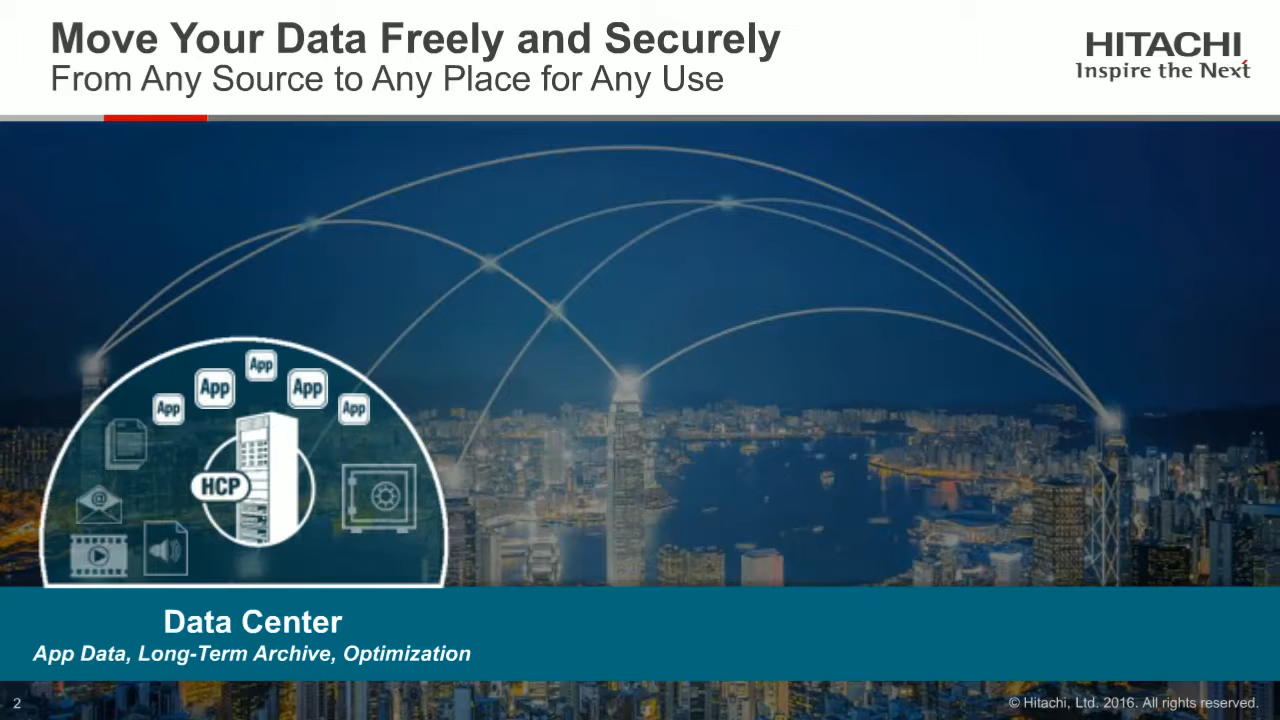 Move Your Data Freely and Securely
From Any Source to Any Place for Any Use
HITACHI
Inspire the Next
App
App
App
App
App
HCP
@
Data Center
App Data, Long-Term Archive, Optimization
2
© Hitachi, Ltd. 2016. All rights reserved.